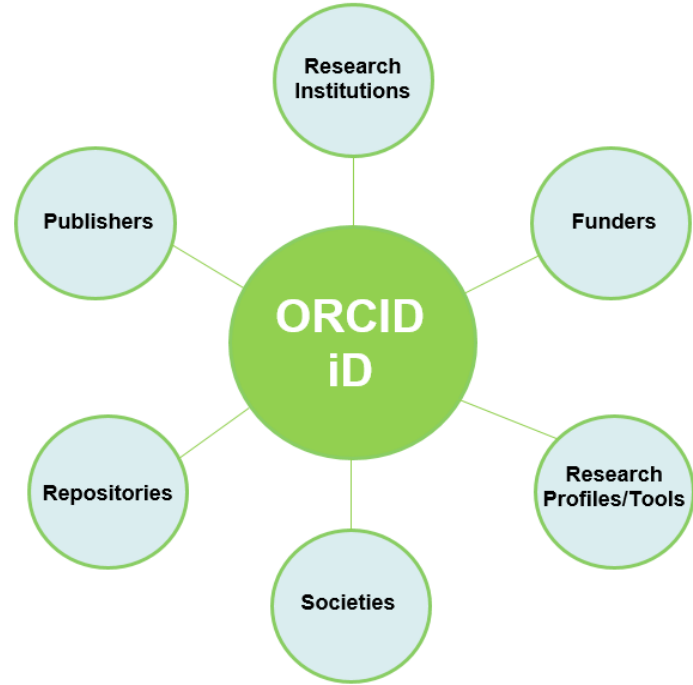 Research
Institutions
Publishers
Funders
ORCID
iD
Repositories
Research
Profiles/Tools
Societies